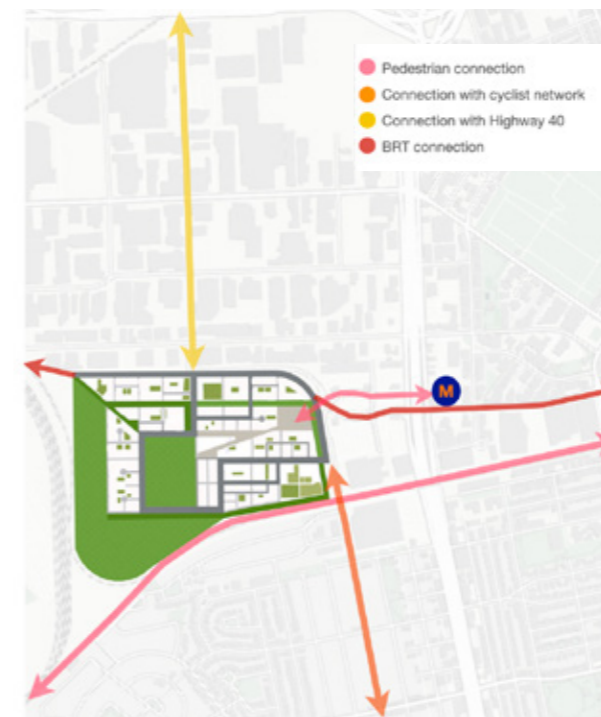 Pedestrian connection
Connection with cyclist network
Connection with Highway 40
BRT connection
M